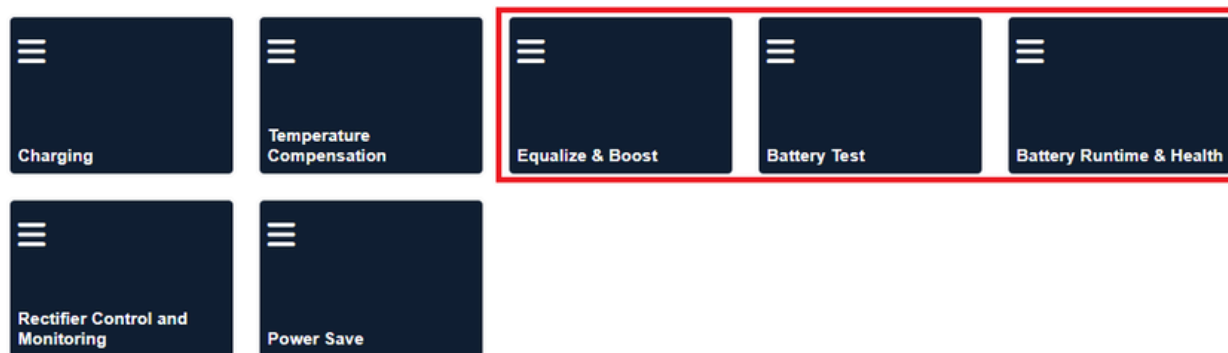 Charging
Temperature
Compensation
Equalize & Boost
Battery Test
Battery Runtime & Health
Rectifier Control and
Monitoring
Power Save